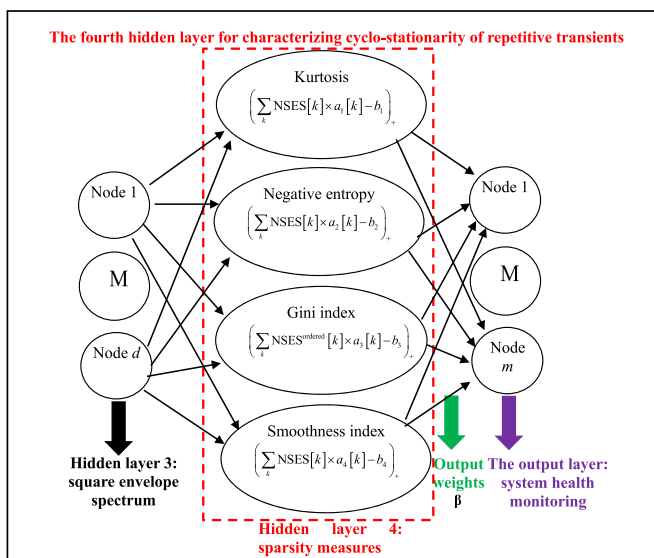 The fourth hidden layer for characterizing cyclo-stationarity of repetitive transients
Kurtosis
(∑ₖ NSES[k]×a₁[k]−b₁)₊
Node 1
Negative entropy
(∑ₖ NSES[k]×a₂[k]−b₂)₊
Node 1
M
M
Gini index
(∑ₖ NSESᵒʳᵈᵉʳᵉᵈ[k]×a₃[k]−b₃)₊
Node d
Node
m
Smoothness index
(∑ₖ NSES[k]×a₄[k]−b₄)₊
Hidden layer 3:
square envelope
spectrum
Output
weights
β
The output layer:
system health
monitoring
Hidden layer 4:
sparsity measures